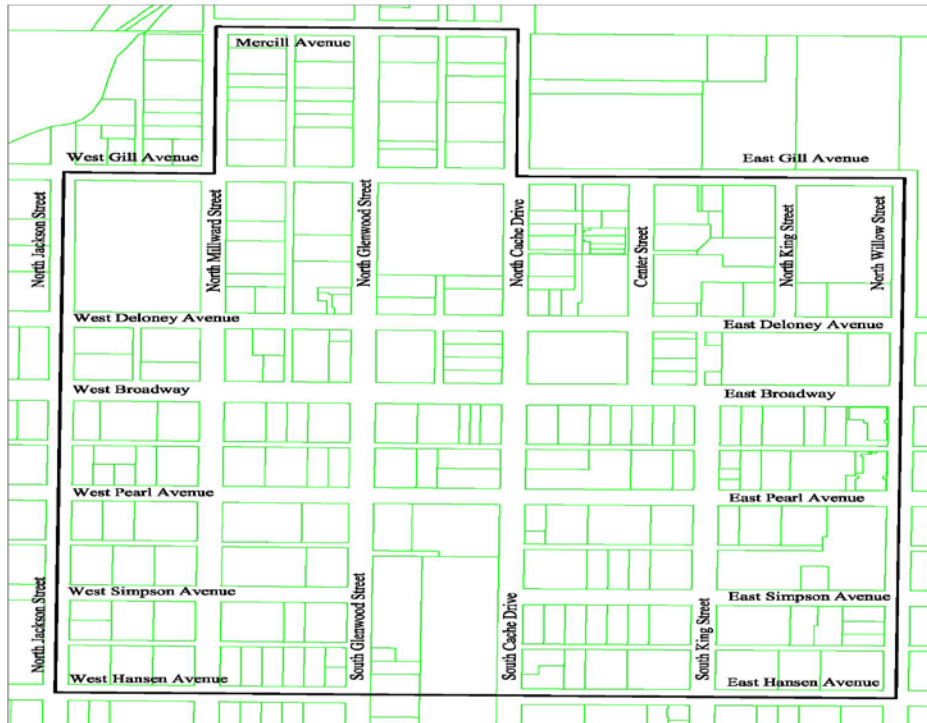 Mercill Avenue
West Gill Avenue
East Gill Avenue
North Jackson Street
North Millward Street
North Glenwood Street
North Cache Drive
Center Street
North King Street
North Willow Street
West Deloney Avenue
East Deloney Avenue
West Broadway
East Broadway
West Pearl Avenue
East Pearl Avenue
North Jackson Street
West Simpson Avenue
South Glenwood Street
South Cache Drive
South King Street
East Simpson Avenue
West Hansen Avenue
East Hansen Avenue